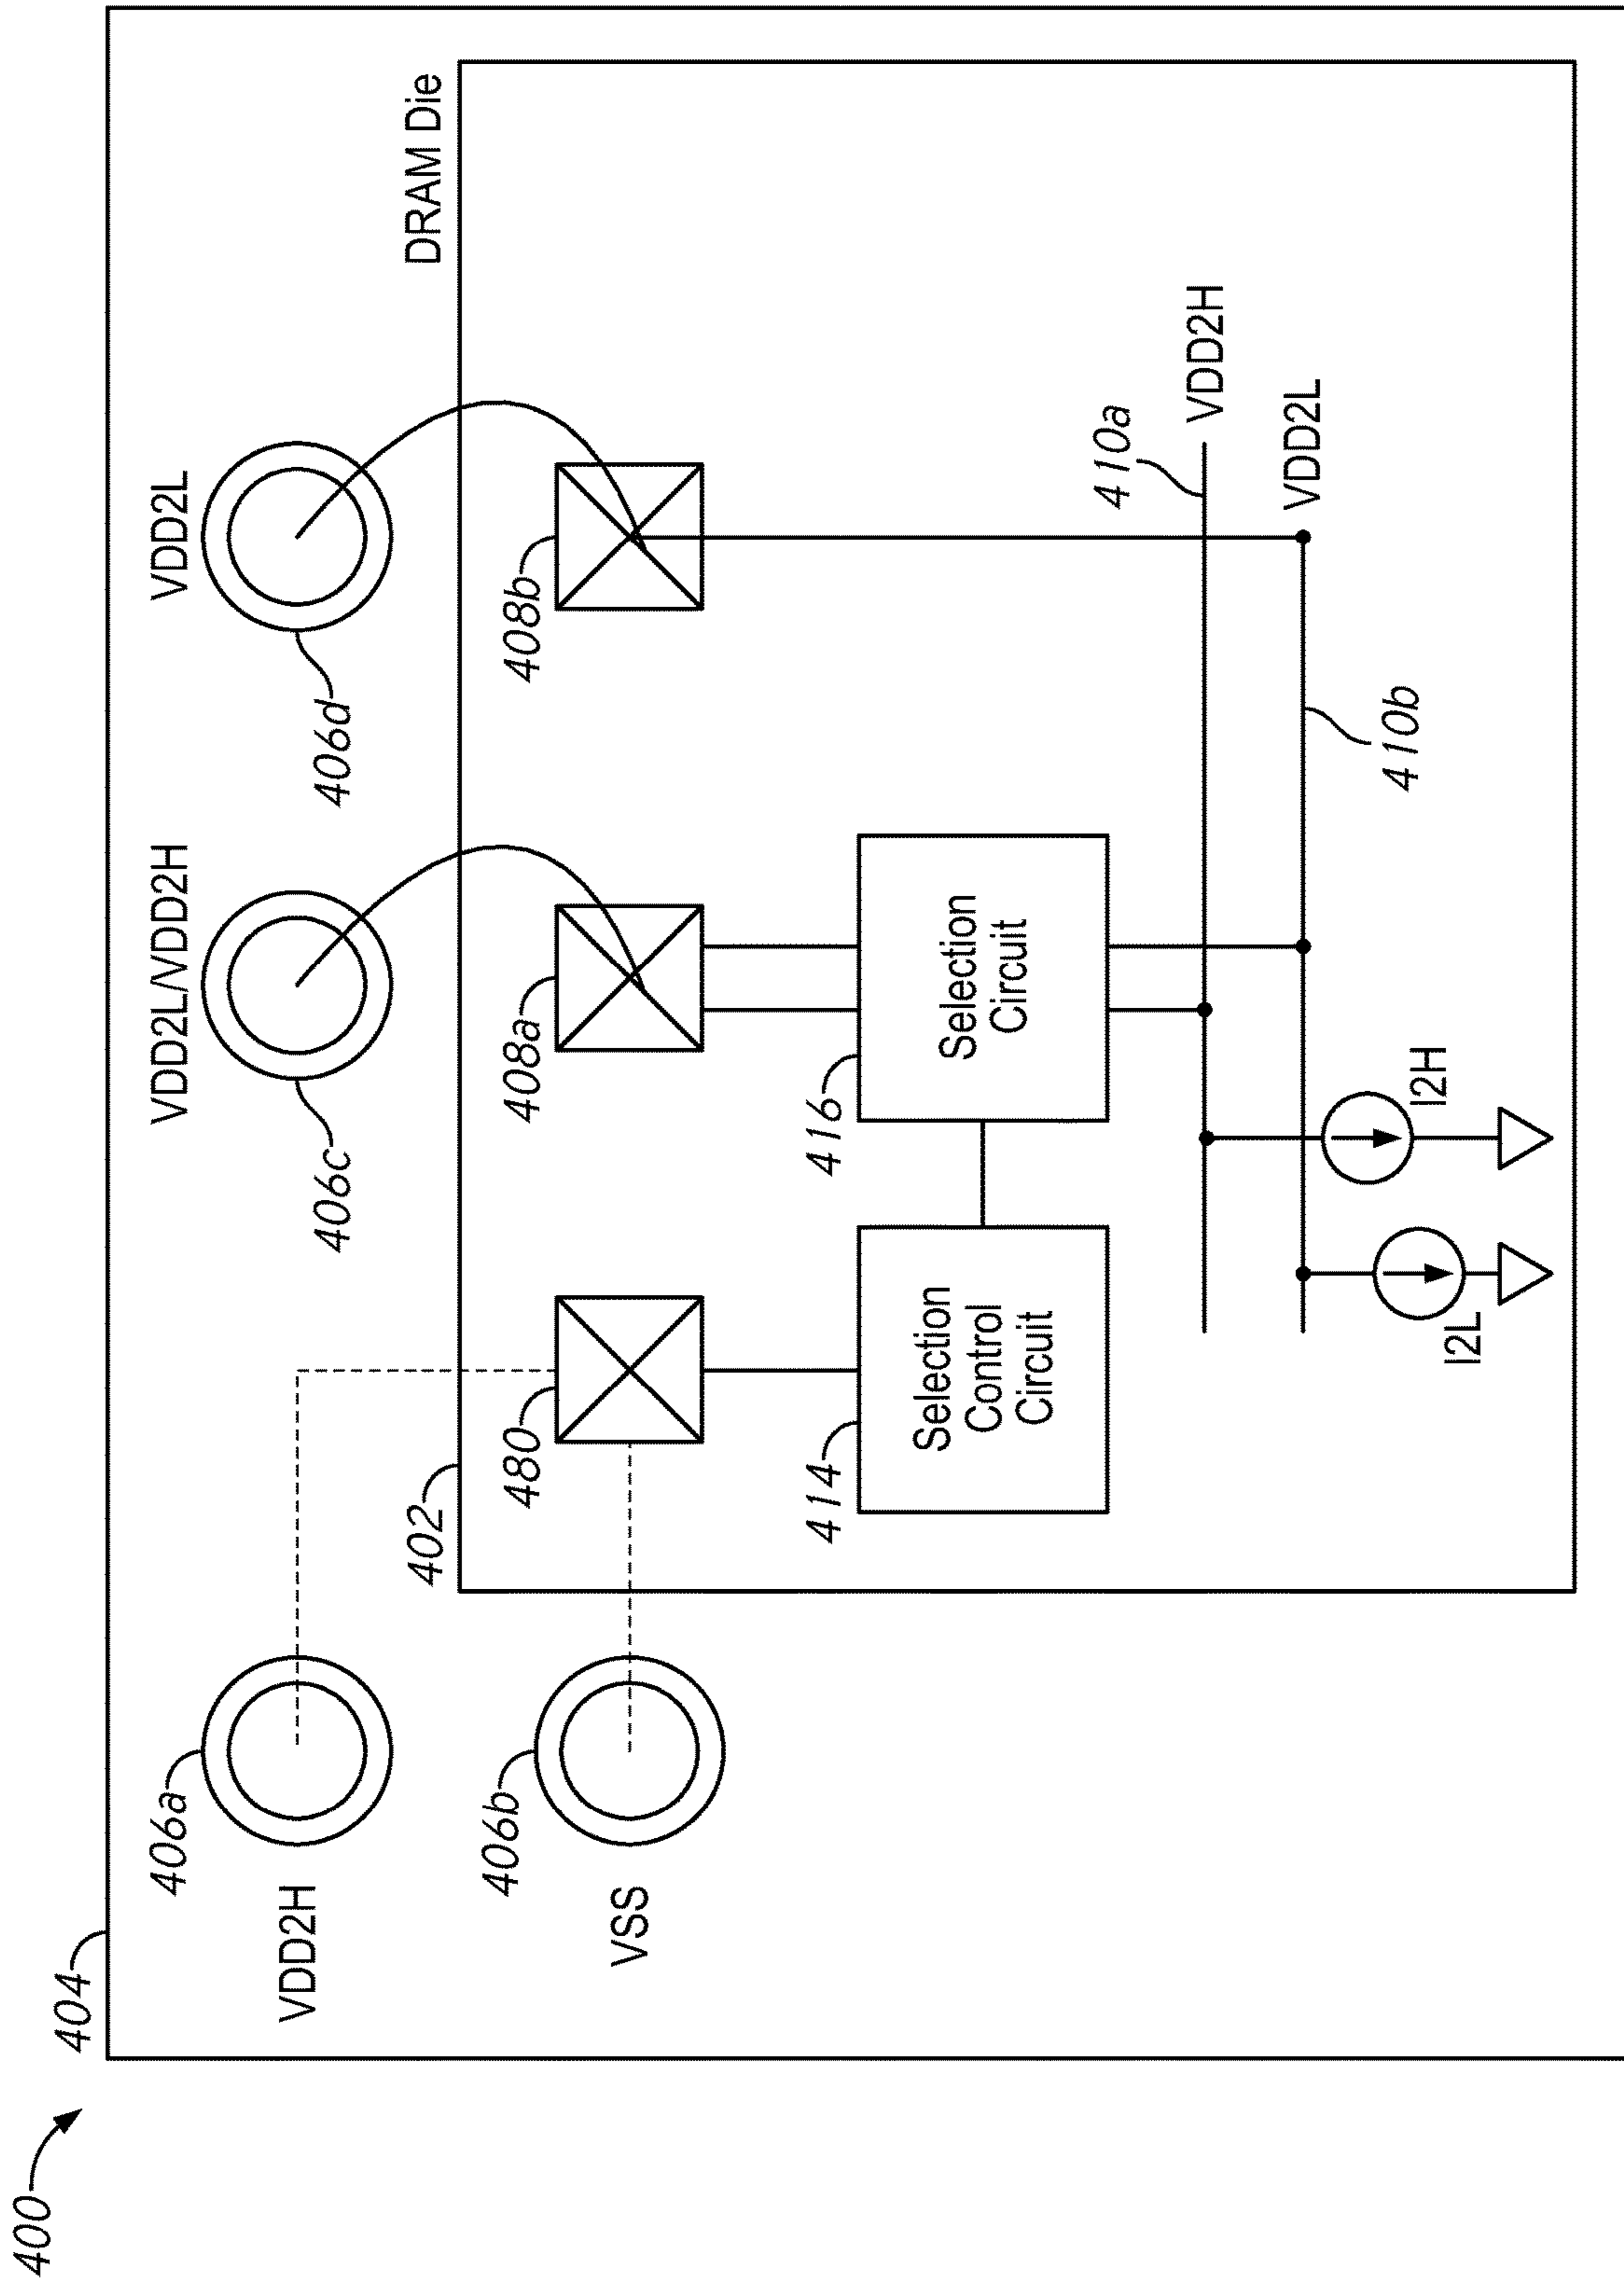 400
404
VDD2H
406a
VDD2L/VDD2H
406c
VDD2L
406d
VSS
406b
402
DRAM Die
480
408a
408b
414
Selection
Control
Circuit
416
Selection
Circuit
410a
VDD2H
VDD2L
410b
I2L
I2H